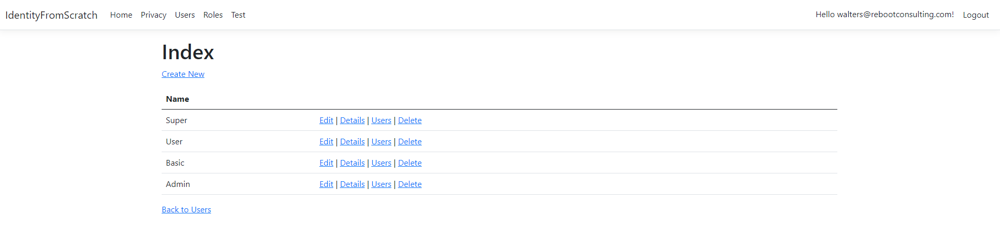 IdentityFromScratch Home Privacy Users Roles Test Hello walters@rebootconsulting.com! Logout
Index
Create New
Name
Super Edit | Details | Users | Delete
User Edit | Details | Users | Delete
Basic Edit | Details | Users | Delete
Admin Edit | Details | Users | Delete
Back to Users